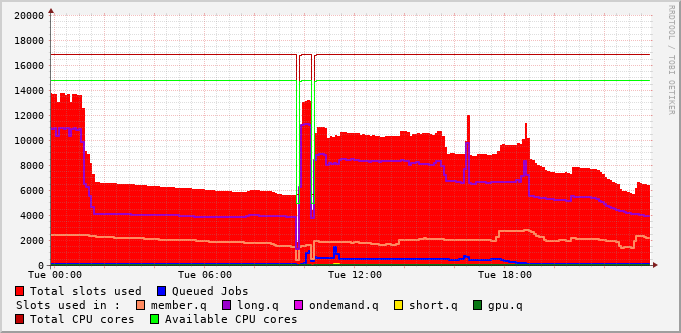 20000
18000
16000
14000
12000
10000
8000
6000
4000
2000
0
Tue 00:00 Tue 06:00 Tue 12:00 Tue 18:00
Total slots used Queued Jobs
Slots used in : member.q long.q ondemand.q short.q gpu.q
Total CPU cores Available CPU cores
RRDTOOL / TOBI OETIKER